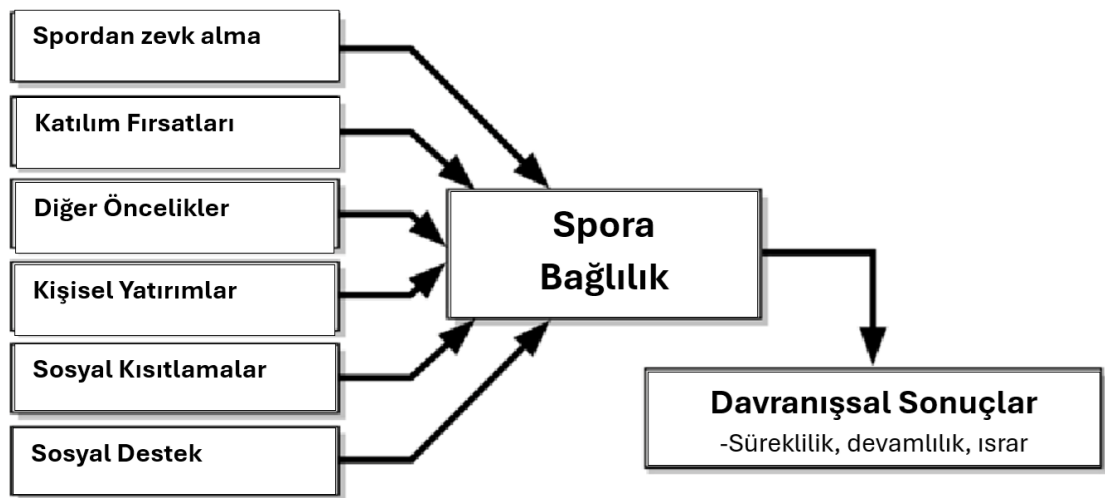 Spordan zevk alma
Katılım Fırsatları
Diğer Öncelikler
Kişisel Yatırımlar
Sosyal Kısıtlamalar
Sosyal Destek
Spora
Bağlılık
Davranışsal Sonuçlar
-Süreklilik, devamlılık, ısrar